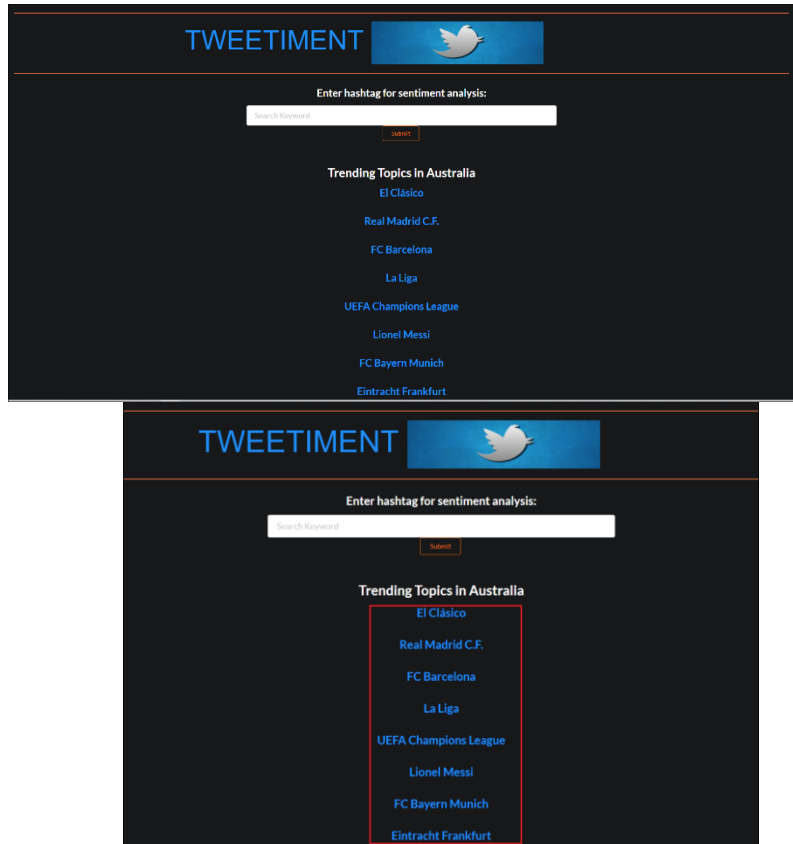 TWEETIMENT
Enter hashtag for sentiment analysis:
Search Keyword
Submit
Trending Topics in Australia
El Clásico
Real Madrid C.F.
FC Barcelona
La Liga
UEFA Champions League
Lionel Messi
FC Bayern Munich
Eintracht Frankfurt
TWEETIMENT
Enter hashtag for sentiment analysis:
Search Keyword
Submit
Trending Topics in Australia
El Clásico
Real Madrid C.F.
FC Barcelona
La Liga
UEFA Champions League
Lionel Messi
FC Bayern Munich
Eintracht Frankfurt